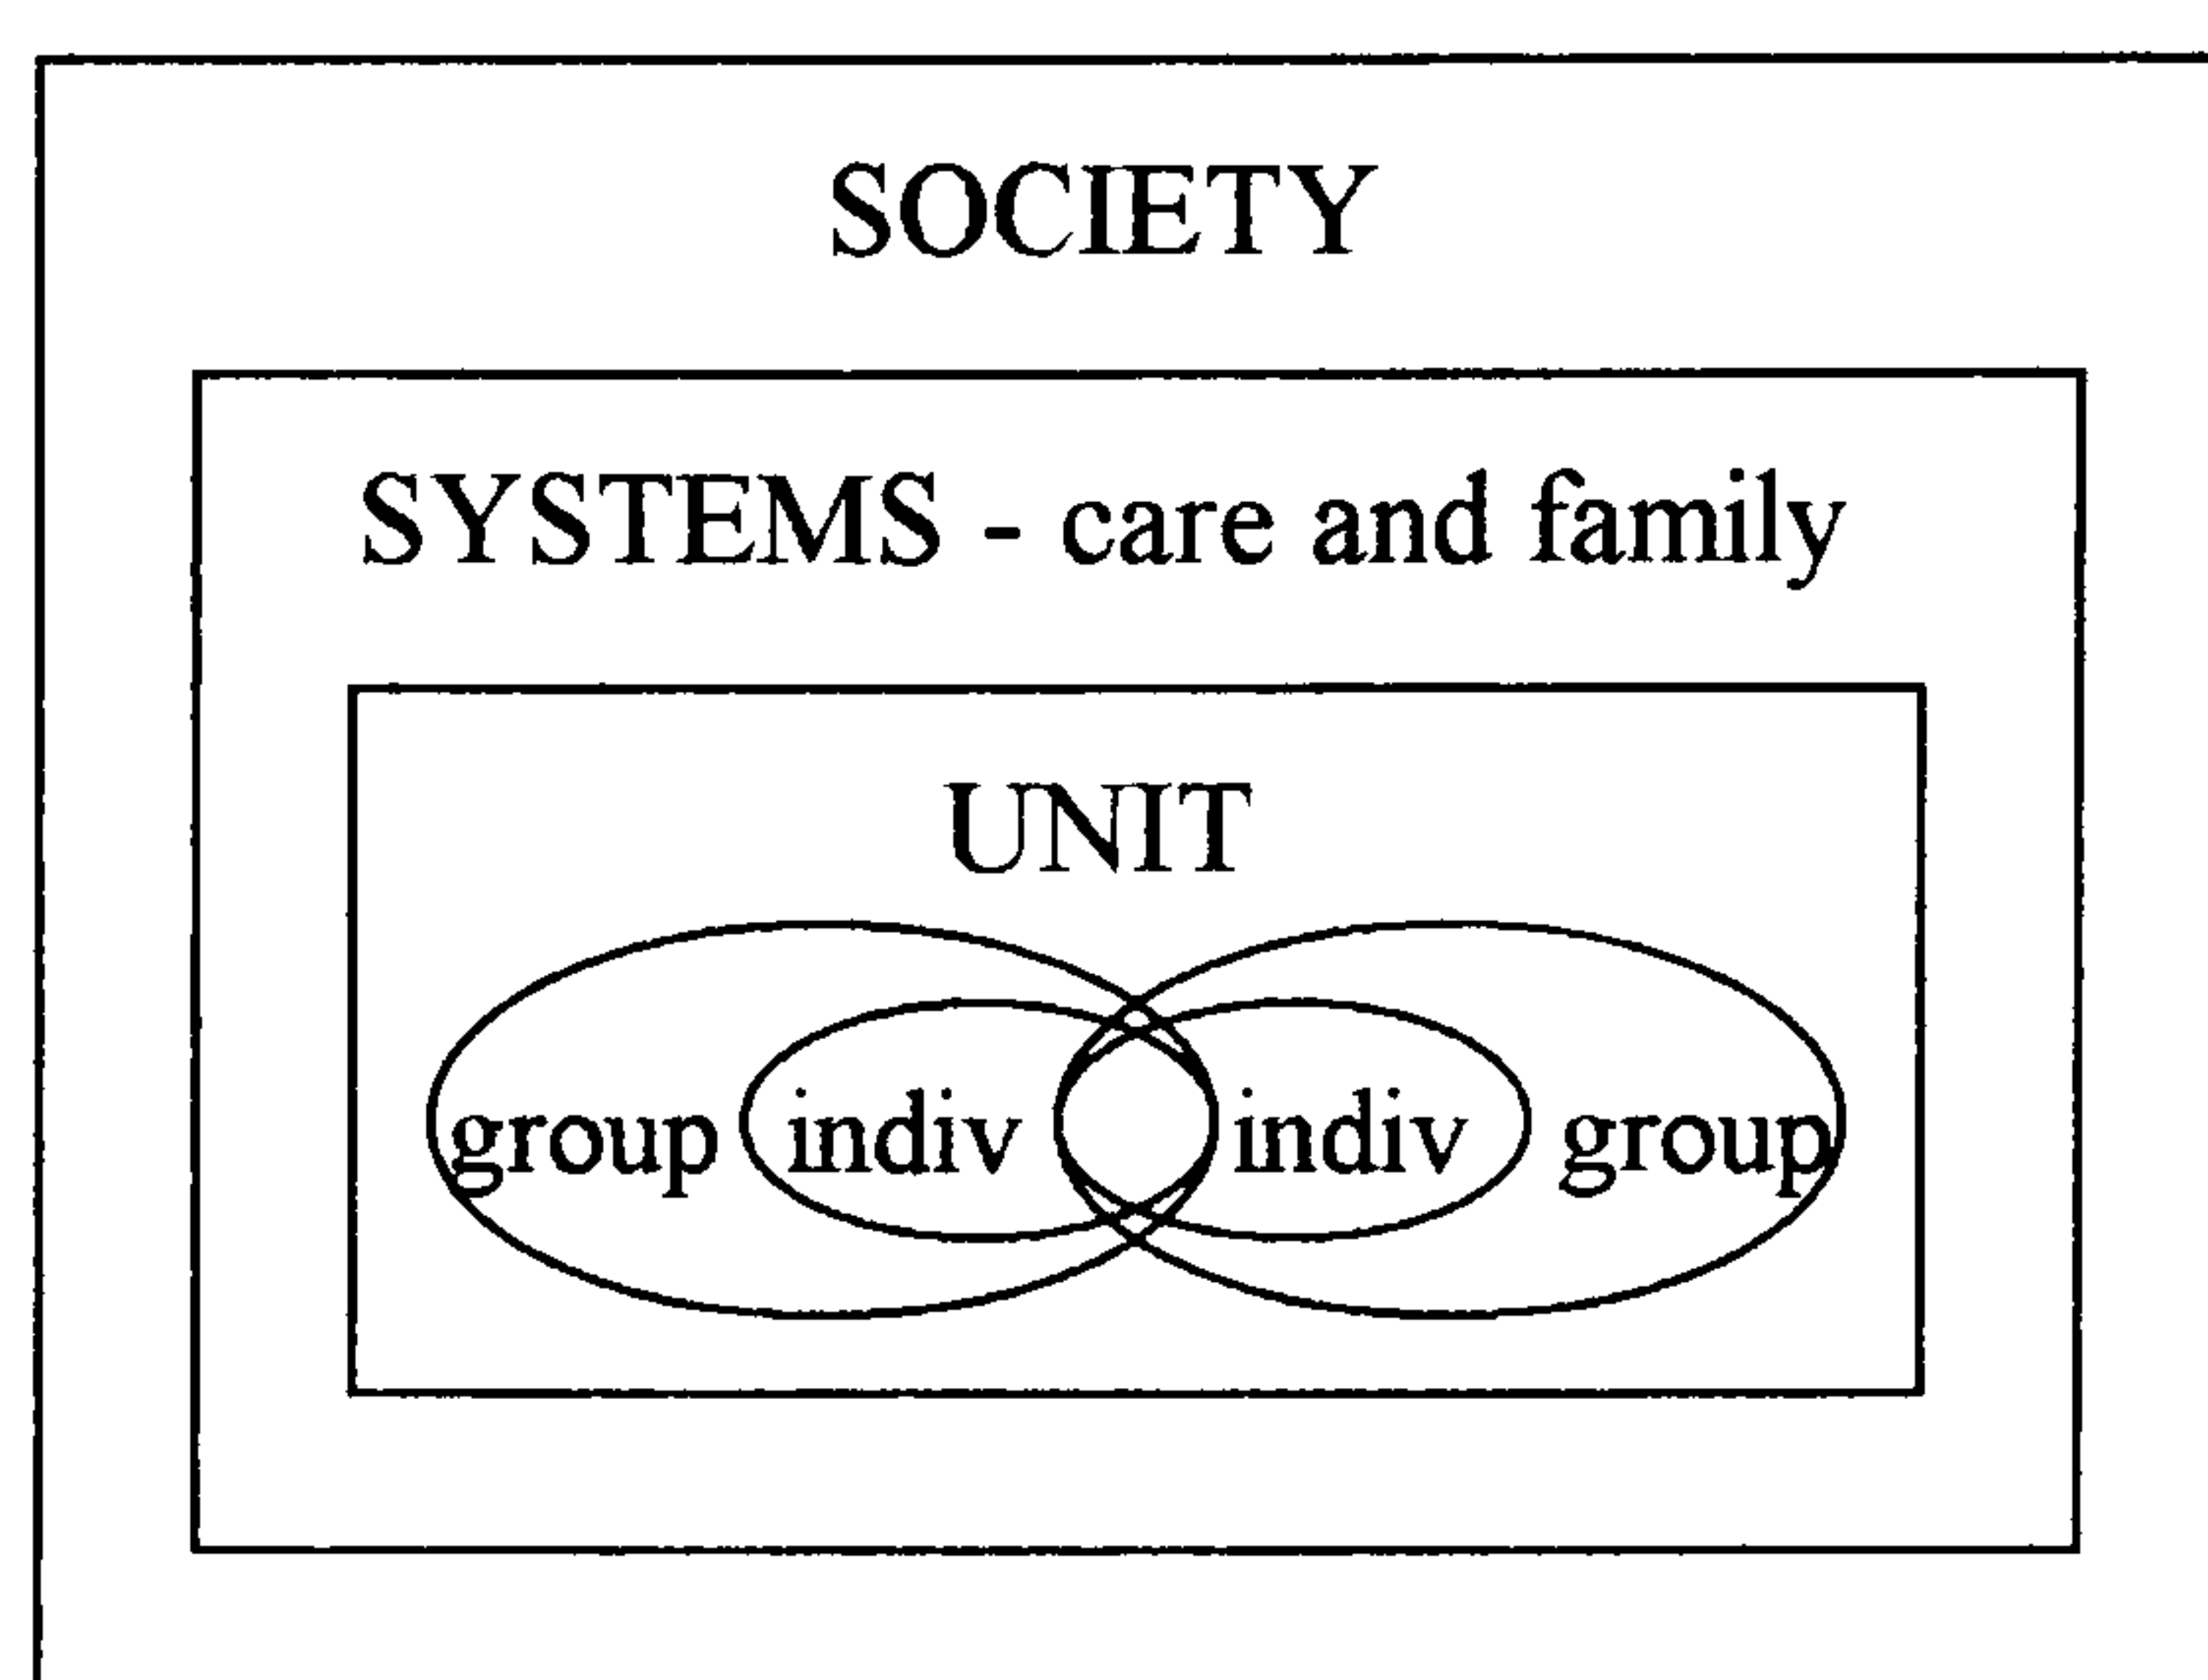 SOCIETY
SYSTEMS - care and family
UNIT
group indiv indiv group